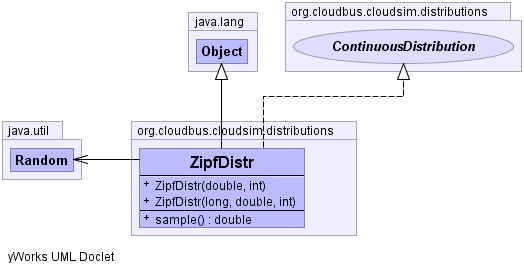 java.lang
Object
org.cloudbus.cloudsim.distributions
ContinuousDistribution
java.util
Random
org.cloudbus.cloudsim.distributions
ZipfDistr
+ ZipfDistr(double, int)
+ ZipfDistr(long, double, int)
+ sample() : double
yWorks UML Doclet